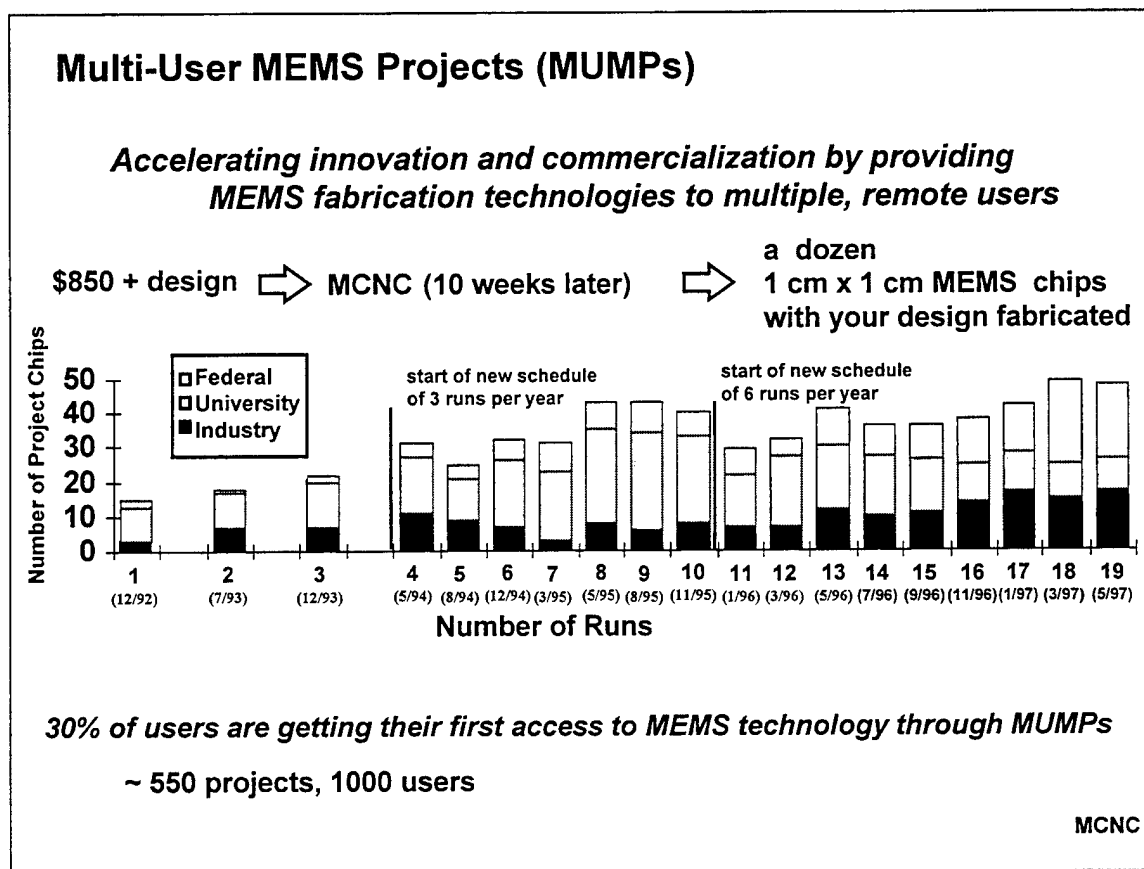 Multi-User MEMS Projects (MUMPs)
Accelerating innovation and commercialization by providing
MEMS fabrication technologies to multiple, remote users
$850 + design
MCNC (10 weeks later)
a dozen
1 cm x 1 cm MEMS chips
with your design fabricated
Number of Project Chips
50
40
30
20
10
0
Federal
University
Industry
start of new schedule
of 3 runs per year
start of new schedule
of 6 runs per year
1 2 3 4 5 6 7 8 9 10 11 12 13 14 15 16 17 18 19
(12/92) (7/93) (12/93) (5/94) (8/94) (12/94) (3/95) (5/95) (8/95) (11/95) (1/96) (3/96) (5/96) (7/96) (9/96) (11/96) (1/97) (3/97) (5/97)
Number of Runs
30% of users are getting their first access to MEMS technology through MUMPs
~ 550 projects, 1000 users
MCNC